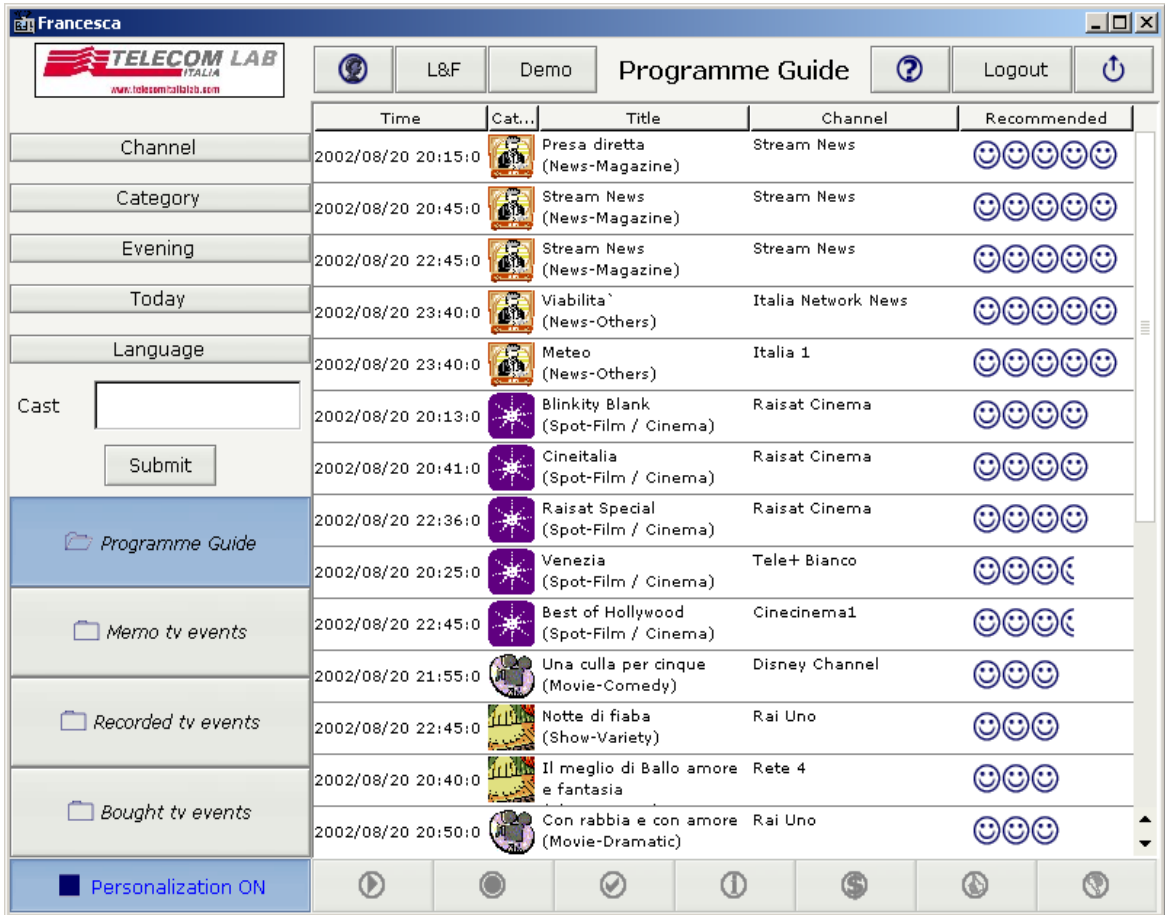 Francesca
TELECOM LAB
ITALIA
www.telecomitalialab.com
L&F
Demo
Programme Guide
Logout
Channel
Category
Evening
Today
Language
Cast
Submit
Programme Guide
Memo tv events
Recorded tv events
Bought tv events
Personalization ON
Time Cat... Title Channel Recommended
2002/08/20 20:15:0 Presa diretta Stream News
(News-Magazine)
2002/08/20 20:45:0 Stream News Stream News
(News-Magazine)
2002/08/20 22:45:0 Stream News Stream News
(News-Magazine)
2002/08/20 23:40:0 Viabilita` Italia Network News
(News-Others)
2002/08/20 23:40:0 Meteo Italia 1
(News-Others)
2002/08/20 20:13:0 Blinkity Blank Raisat Cinema
(Spot-Film / Cinema)
2002/08/20 20:41:0 Cineitalia Raisat Cinema
(Spot-Film / Cinema)
2002/08/20 22:36:0 Raisat Special Raisat Cinema
(Spot-Film / Cinema)
2002/08/20 20:25:0 Venezia Tele+ Bianco
(Spot-Film / Cinema)
2002/08/20 22:45:0 Best of Hollywood Cinecinema1
(Spot-Film / Cinema)
2002/08/20 21:55:0 Una culla per cinque Disney Channel
(Movie-Comedy)
2002/08/20 22:45:0 Notte di fiaba Rai Uno
(Show-Variety)
2002/08/20 20:40:0 Il meglio di Ballo amore Rete 4
e fantasia
2002/08/20 20:50:0 Con rabbia e con amore Rai Uno
(Movie-Dramatic)